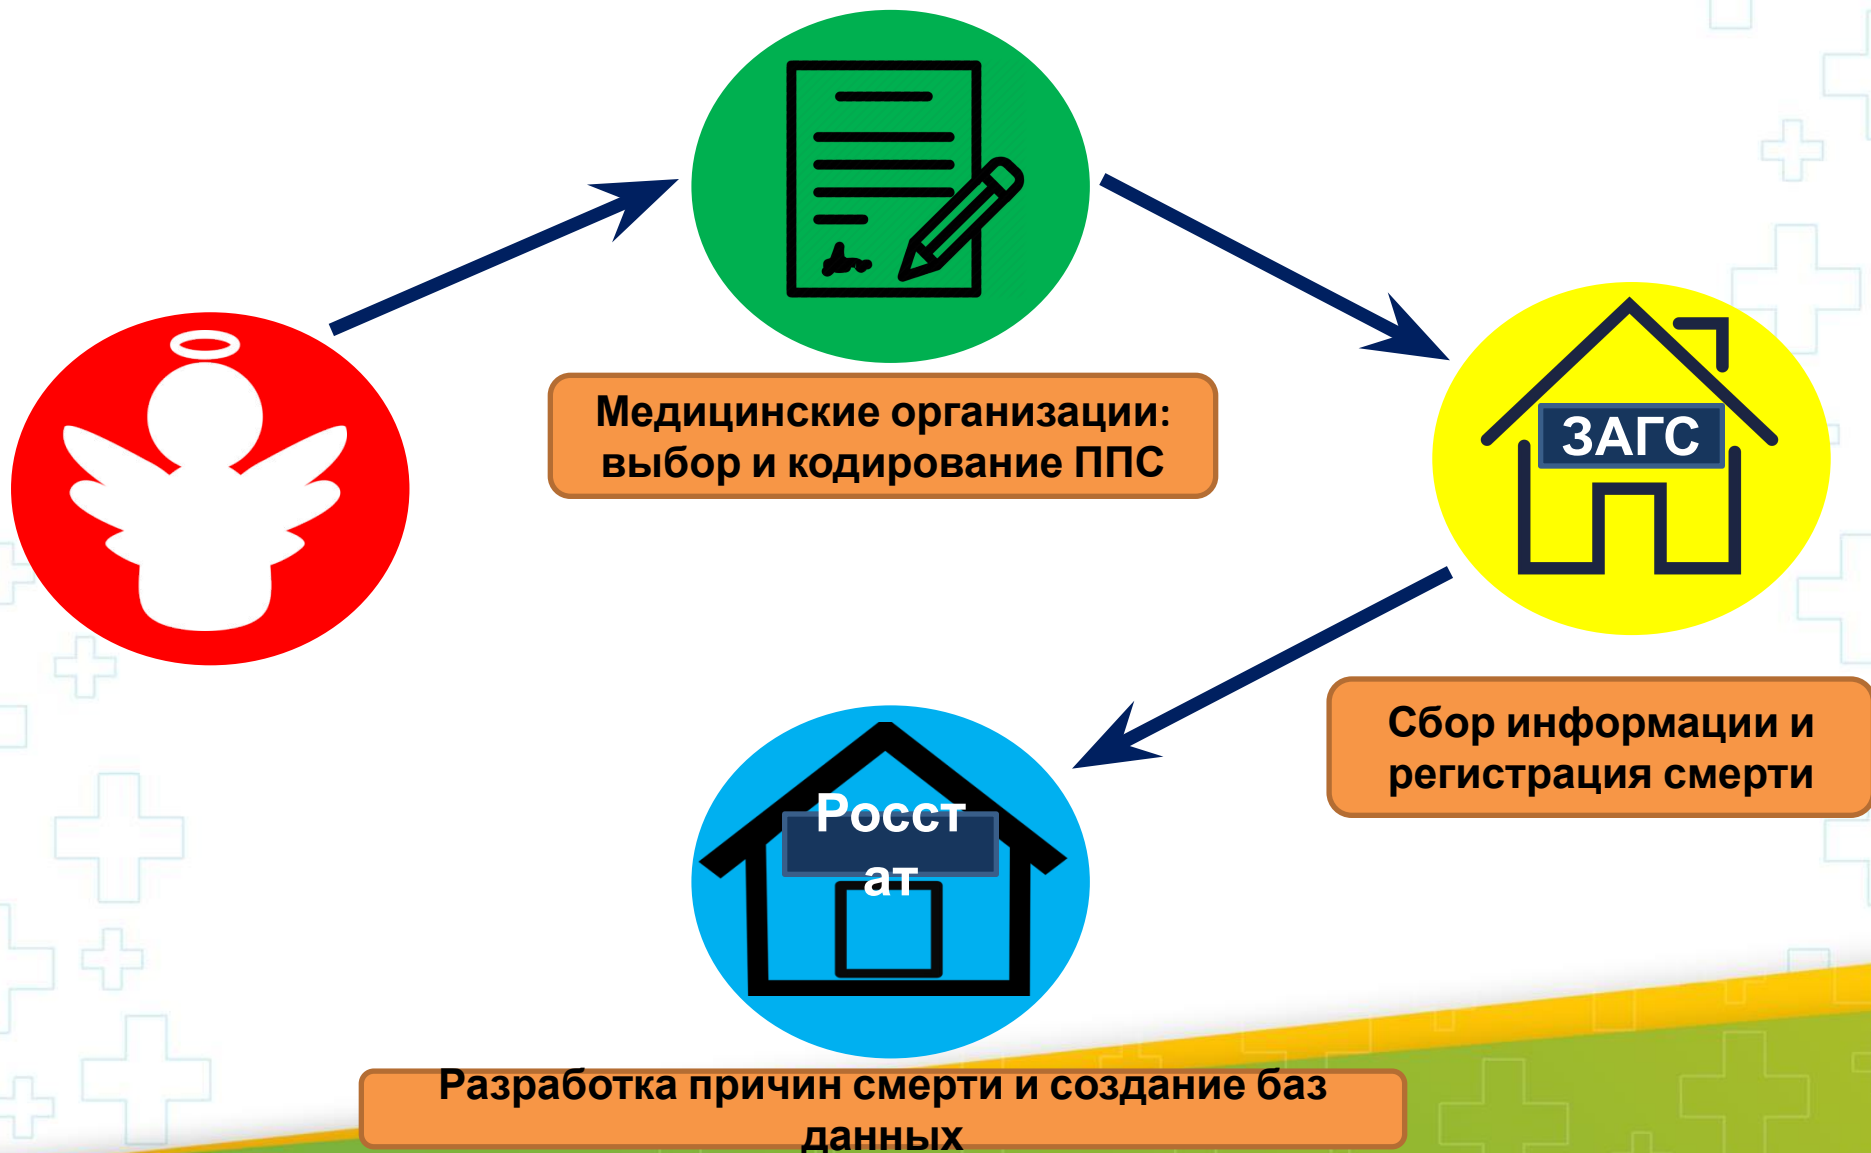 Медицинские организации:
выбор и кодирование ППС
ЗАГС
Сбор информации и
регистрация смерти
Росст
ат
Разработка причин смерти и создание баз
данных